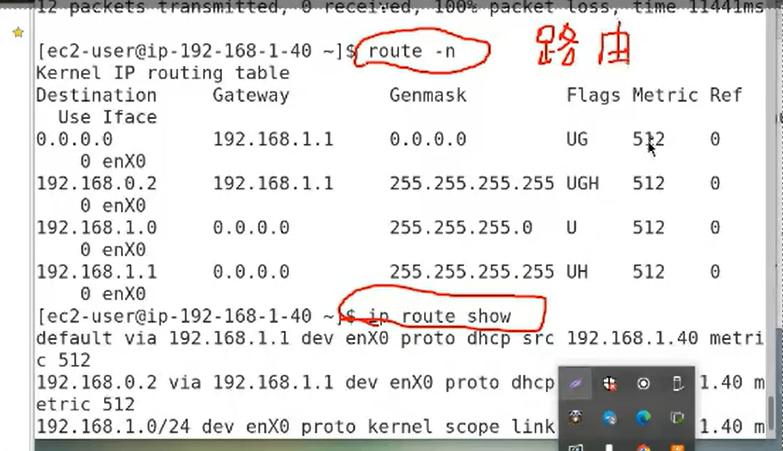 12 packets transmitted, 0 received, 100% packet loss, time 11441ms
[ec2-user@ip-192-168-1-40 ~]$ route -n
路由
Kernel IP routing table
Destination Gateway Genmask Flags Metric Ref
Use Iface
0.0.0.0 192.168.1.1 0.0.0.0 UG 512 0
0 enX0
192.168.0.2 192.168.1.1 255.255.255.255 UGH 512 0
0 enX0
192.168.1.0 0.0.0.0 255.255.255.0 U 512 0
0 enX0
192.168.1.1 0.0.0.0 255.255.255.255 UH 512 0
0 enX0
[ec2-user@ip-192-168-1-40 ~]$ ip route show
default via 192.168.1.1 dev enX0 proto dhcp src 192.168.1.40 metri
c 512
192.168.0.2 via 192.168.1.1 dev enX0 proto dhcp 1.40 m
etric 512
192.168.1.0/24 dev enX0 proto kernel scope link 1.40 m